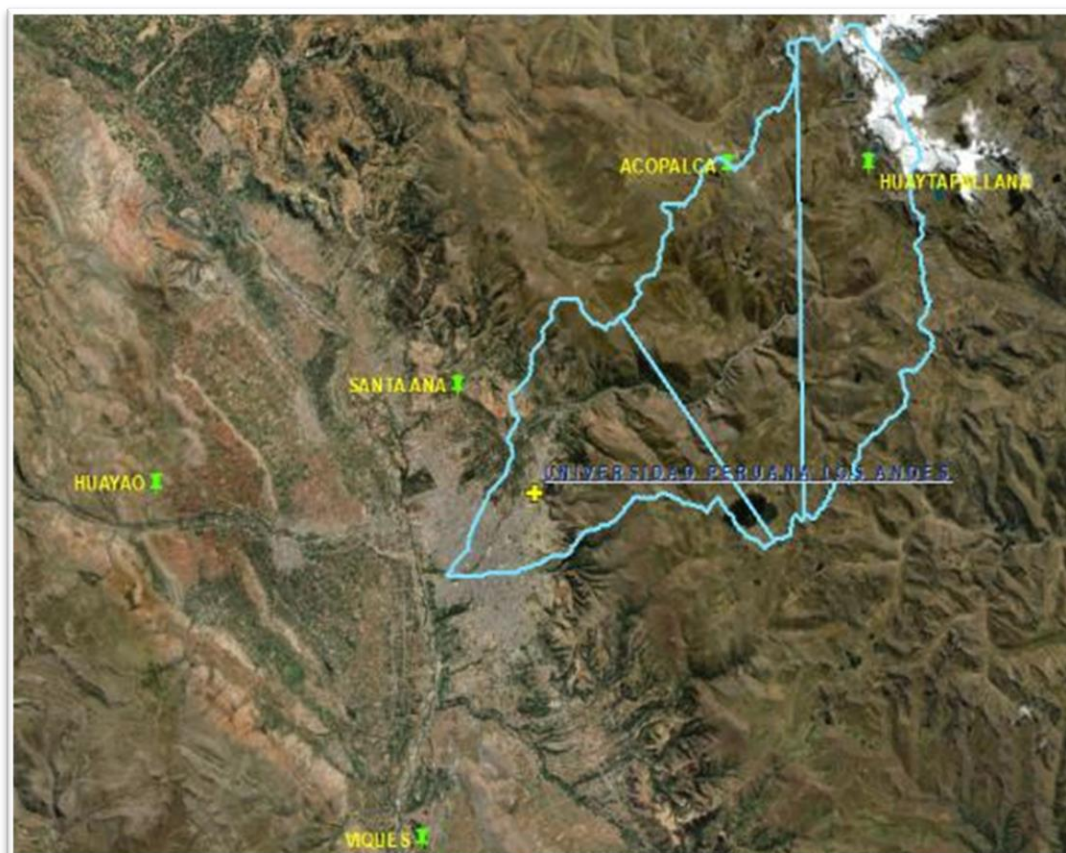 ACOPALCA
HUAYTAPALLANA
SANTA ANA
UNIVERSIDAD PERUANA LOS ANDES
HUAYAO
VIQUES